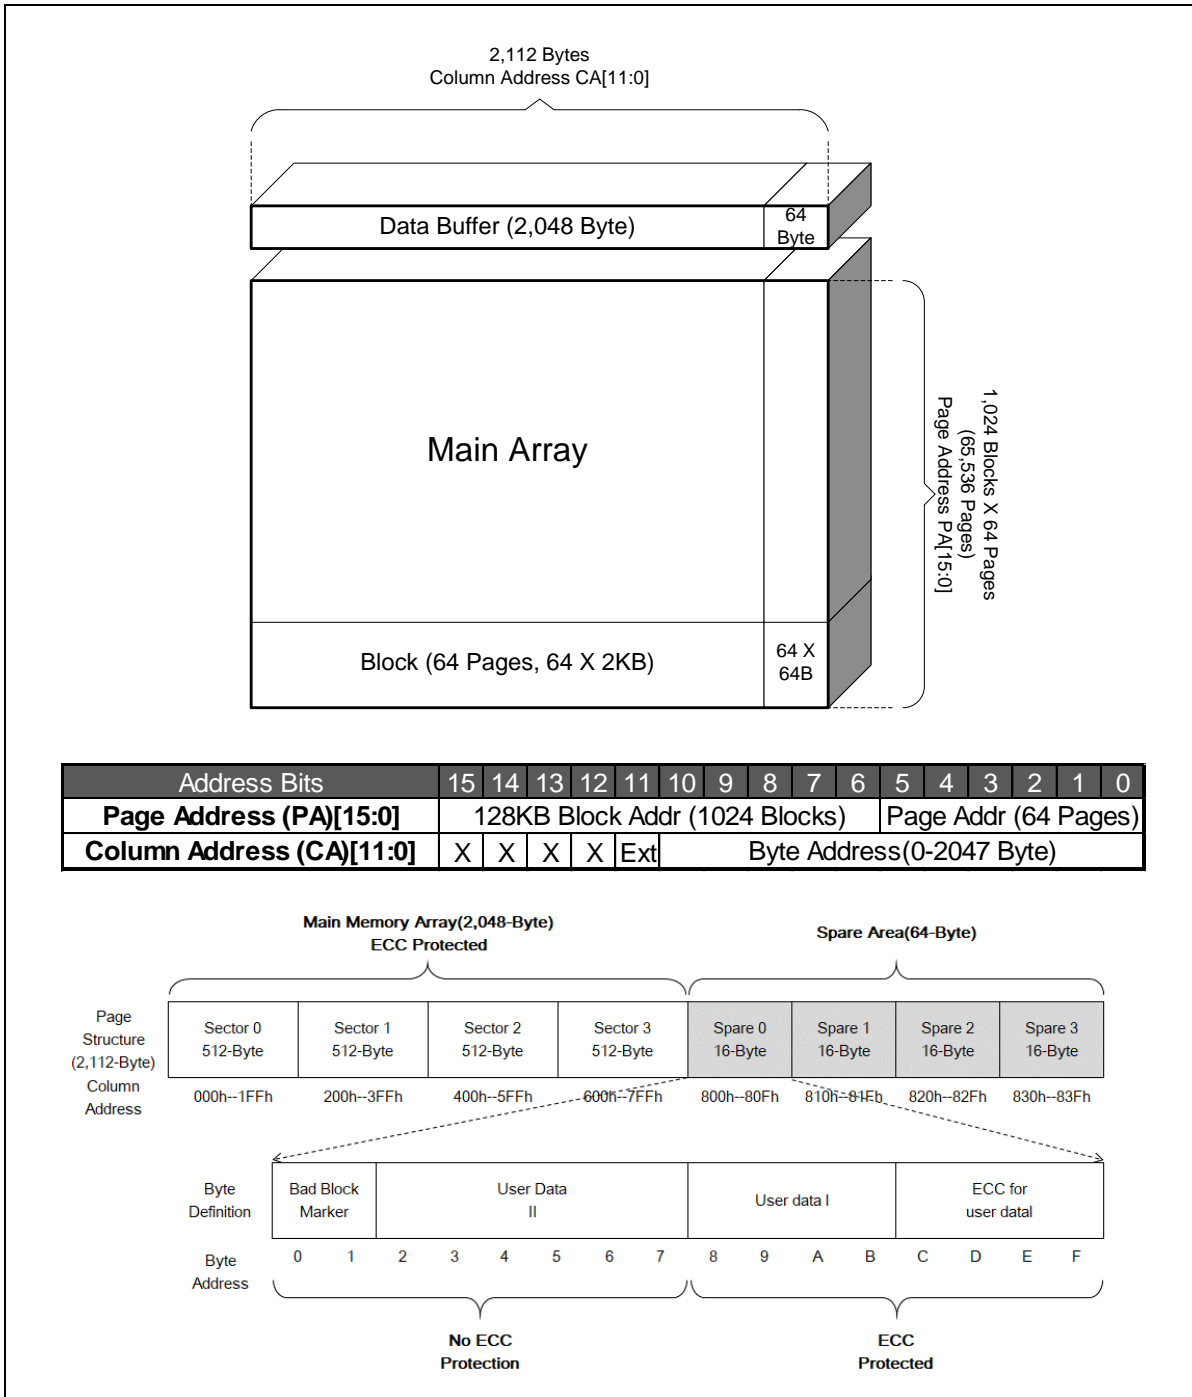 2,112 Bytes
Column Address CA[11:0]
Data Buffer (2,048 Byte)
64
Byte
Main Array
1,024 Blocks X 64 Pages
(65,536 Pages)
Page Address PA[15:0]
Block (64 Pages, 64 X 2KB)
64 X
64B
Address Bits 15 14 13 12 11 10 9 8 7 6 5 4 3 2 1 0
Page Address (PA)[15:0] 128KB Block Addr (1024 Blocks) Page Addr (64 Pages)
Column Address (CA)[11:0] X X X X Ext Byte Address(0-2047 Byte)
Main Memory Array(2,048-Byte)
ECC Protected
Spare Area(64-Byte)
Page
Structure
(2,112-Byte)
Column
Address
Sector 0 Sector 1 Sector 2 Sector 3 Spare 0 Spare 1 Spare 2 Spare 3
512-Byte 512-Byte 512-Byte 512-Byte 16-Byte 16-Byte 16-Byte 16-Byte
000h--1FFh 200h--3FFh 400h--5FFh 600h--7FFh 800h--80Fh 810h--81Fh 820h--82Fh 830h--83Fh
Byte
Definition
Bad Block
Marker
User Data
II
User data I
ECC for
user dataI
Byte
Address
0 1 2 3 4 5 6 7 8 9 A B C D E F
No ECC
Protection
ECC
Protected